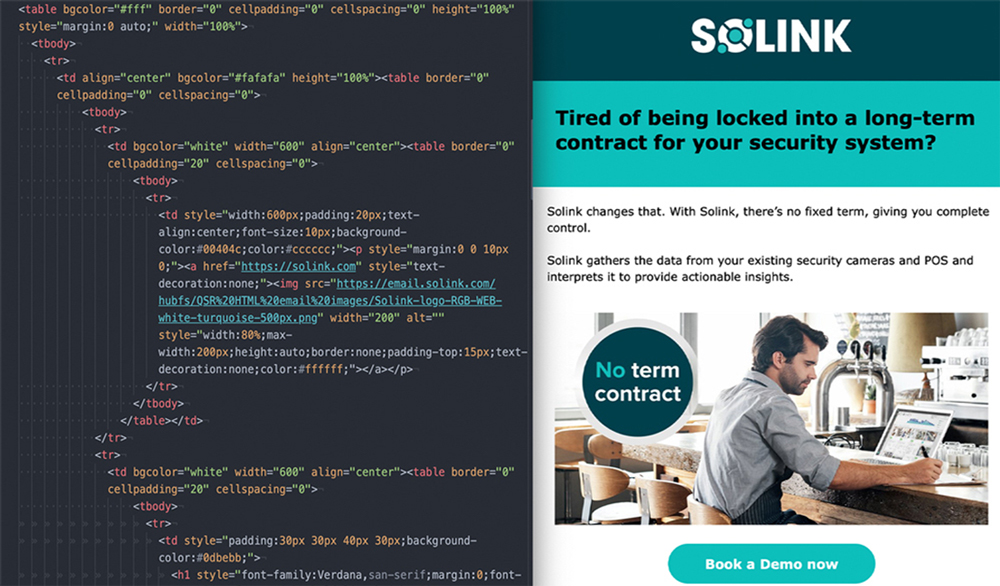 <table bgcolor="#fff" border="0" cellpadding="0" cellspacing="0" height="100%"
style="margin:0 auto;" width="100%">
<tbody>
<tr>
<td align="center" bgcolor="#fafafa" height="100%"><table border="0"
cellpadding="0" cellspacing="0">
<tbody>
<tr>
<td bgcolor="white" width="600" align="center"><table border="0"
cellpadding="20" cellspacing="0">
<tbody>
<tr>
<td style="width:600px;padding:20px;text-
align:center;font-size:10px;background-
color:#00404c;color:#cccccc;"><p style="margin:0 0 10px
0;"><a href="https://solink.com" style="text-
decoration:none;"><img src="https://email.solink.com/
hubfs/QSR%20HTML%20email%20images/Solink-logo-RGB-WEB-
white-turquoise-500px.png" width="200" alt=""
style="width:80%;max-
width:200px;height:auto;border:none;padding-top:15px;text-
decoration:none;color:#ffffff;"></a></p>
</tr>
</tbody>
</table></td>
</tr>
<tr>
<td bgcolor="white" width="600" align="center"><table border="0"
cellpadding="20" cellspacing="0">
<tbody>
<tr>
<td style="padding:30px 30px 40px 30px;background-
color:#0dbebb;">
<h1 style="font-family:Verdana,san-serif;margin:0;font-
SOLINK
Tired of being locked into a long-term
contract for your security system?
Solink changes that. With Solink, there's no fixed term, giving you complete
control.
Solink gathers the data from your existing security cameras and POS and
interprets it to provide actionable insights.
No term
contract
Book a Demo now